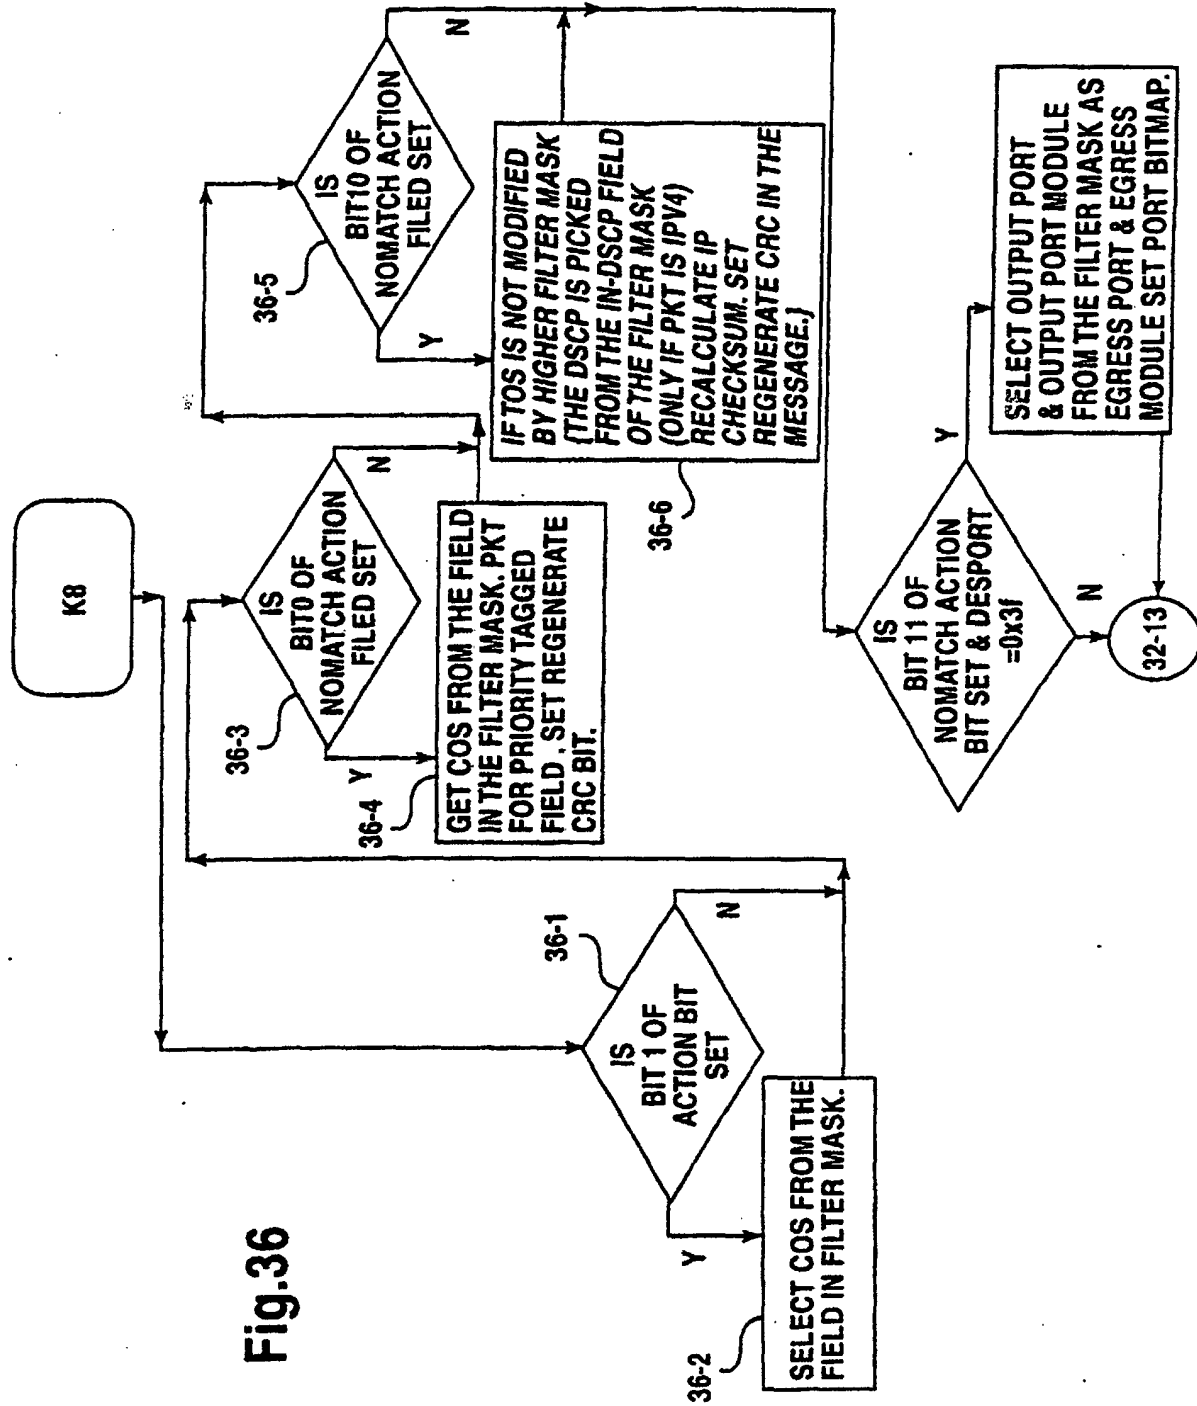 Fig.36
K8
36-1
IS
BIT 1 OF
ACTION BIT
SET
Y
N
36-2
SELECT COS FROM THE
FIELD IN FILTER MASK.
36-3
IS
BIT0 OF
NOMATCH ACTION
FILED SET
Y
N
36-4
GET COS FROM THE FIELD
IN THE FILTER MASK. PKT
FOR PRIORITY TAGGED
FIELD . SET REGENERATE
CRC BIT.
36-5
IS
BIT10 OF
NOMATCH ACTION
FILED SET
Y
N
36-6
IF TOS IS NOT MODIFIED
BY HIGHER FILTER MASK
{THE DSCP IS PICKED
FROM THE IN-DSCP FIELD
OF THE FILTER MASK
(ONLY IF PKT IS IPV4)
RECALCULATE IP
CHECKSUM. SET
REGENERATE CRC IN THE
MESSAGE.}
IS
BIT 11 OF
NOMATCH ACTION
BIT SET & DESPORT
=0x3f
Y
N
SELECT OUTPUT PORT
& OUTPUT PORT MODULE
FROM THE FILTER MASK AS
EGRESS PORT & EGRESS
MODULE SET PORT BITMAP.
32-13